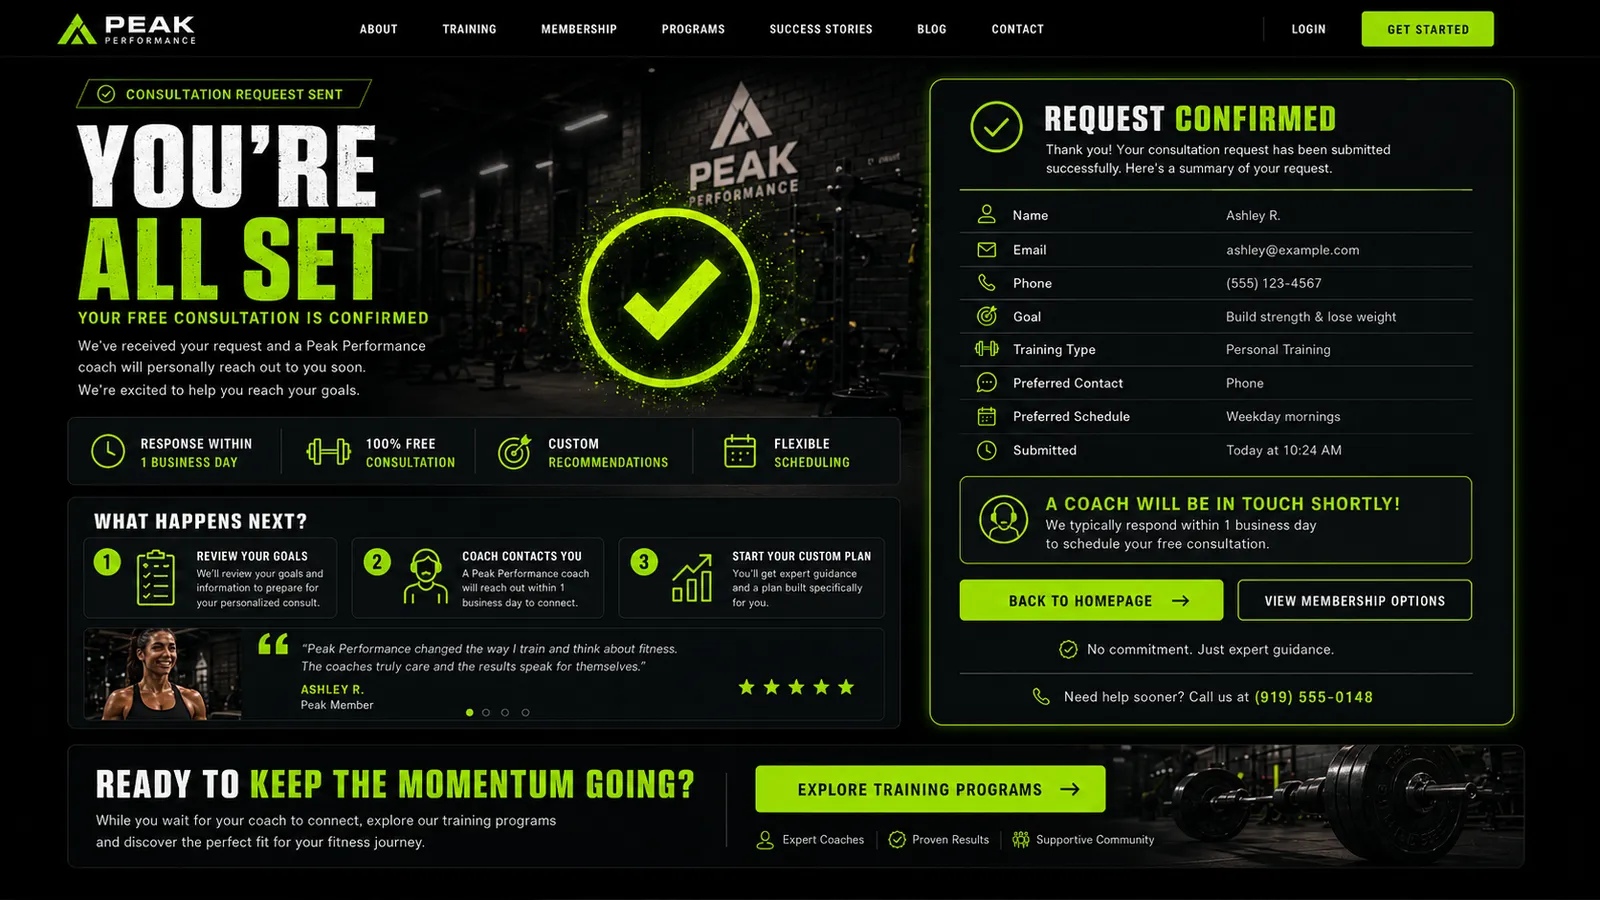 PEAK
PERFORMANCE
ABOUT
TRAINING
MEMBERSHIP
PROGRAMS
SUCCESS STORIES
BLOG
CONTACT
LOGIN
GET STARTED
CONSULTATION REQUEEST SENT
YOU'RE
ALL SET
YOUR FREE CONSULTATION IS CONFIRMED
We've received your request and a Peak Performance
coach will personally reach out to you soon.
We're excited to help you reach your goals.
PEAK
PERFORMANCE
RESPONSE WITHIN
1 BUSINESS DAY
100% FREE
CONSULTATION
CUSTOM
RECOMMENDATIONS
FLEXIBLE
SCHEDULING
WHAT HAPPENS NEXT?
1
REVIEW YOUR GOALS
We'll review your goals and
information to prepare for
your personalized consult.
2
COACH CONTACTS YOU
A Peak Performance coach
will reach out within 1
business day to connect.
3
START YOUR CUSTOM PLAN
You'll get expert guidance
and a plan built specifically
for you.
"Peak Performance changed the way I train and think about fitness.
The coaches truly care and the results speak for themselves."
ASHLEY R.
Peak Member
REQUEST CONFIRMED
Thank you! Your consultation request has been submitted
successfully. Here's a summary of your request.
Name Ashley R.
Email ashley@example.com
Phone (555) 123-4567
Goal Build strength & lose weight
Training Type Personal Training
Preferred Contact Phone
Preferred Schedule Weekday mornings
Submitted Today at 10:24 AM
A COACH WILL BE IN TOUCH SHORTLY!
We typically respond within 1 business day
to schedule your free consultation.
BACK TO HOMEPAGE
VIEW MEMBERSHIP OPTIONS
No commitment. Just expert guidance.
Need help sooner? Call us at (919) 555-0148
READY TO KEEP THE MOMENTUM GOING?
While you wait for your coach to connect, explore our training programs
and discover the perfect fit for your fitness journey.
EXPLORE TRAINING PROGRAMS
Expert Coaches
Proven Results
Supportive Community